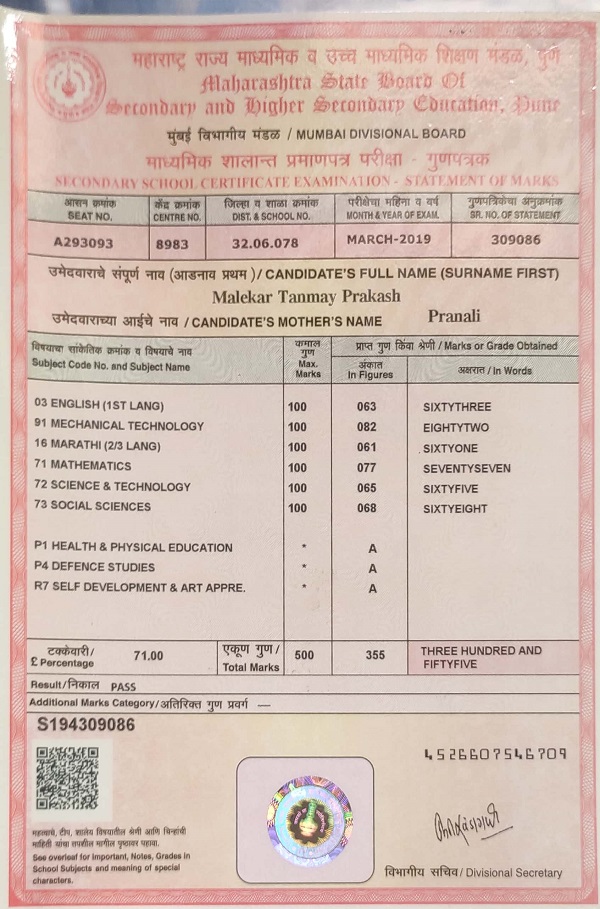 महाराष्ट्र राज्य माध्यमिक व उच्च माध्यमिक शिक्षण मंडळ, पुणे
Maharashtra State Board Of
Secondary and Higher Secondary Education, Pune
मुंबई विभागीय मंडळ / MUMBAI DIVISIONAL BOARD
माध्यमिक शालान्त प्रमाणपत्र परीक्षा - गुणपत्रक
SECONDARY SCHOOL CERTIFICATE EXAMINATION - STATEMENT OF MARKS
आसन क्रमांक केंद्र क्रमांक जिल्हा व शाळा क्रमांक परीक्षेचा महिना व वर्ष गुणपत्रिकेचा अनुक्रमांक
SEAT NO. CENTRE NO. DIST. & SCHOOL NO. MONTH & YEAR OF EXAM. SR. NO. OF STATEMENT
A293093 8983 32.06.078 MARCH-2019 309086
उमेदवाराचे संपूर्ण नाव (आडनाव प्रथम) / CANDIDATE'S FULL NAME (SURNAME FIRST)
Malekar Tanmay Prakash
उमेदवाराच्या आईचे नाव / CANDIDATE'S MOTHER'S NAME Pranali
विषयाचा सांकेतिक क्रमांक व विषयाचे नाव कमाल गुण प्राप्त गुण किंवा श्रेणी / Marks or Grade Obtained
Subject Code No. and Subject Name Max. Marks अंकात In Figures अक्षरात / In Words
03 ENGLISH (1ST LANG) 100 063 SIXTYTHREE
91 MECHANICAL TECHNOLOGY 100 082 EIGHTYTWO
16 MARATHI (2/3 LANG) 100 061 SIXTYONE
71 MATHEMATICS 100 077 SEVENTYSEVEN
72 SCIENCE & TECHNOLOGY 100 065 SIXTYFIVE
73 SOCIAL SCIENCES 100 068 SIXTYEIGHT
P1 HEALTH & PHYSICAL EDUCATION * A
P4 DEFENCE STUDIES * A
R7 SELF DEVELOPMENT & ART APPRE. * A
टक्केवारी / एकूण गुण / THREE HUNDRED AND
£ Percentage 71.00 Total Marks 500 355 FIFTYFIVE
Result/निकाल PASS
Additional Marks Category/अतिरिक्त गुण प्रवर्ग —
S194309086
4526607546709
महत्वाचे, टीप, शालेय विषयातील श्रेणी आणि चिन्हांची
माहिती यांचा तपशील मागील पृष्ठावर पहावा.
See overleaf for Important, Notes, Grades in
School Subjects and meaning of special
characters.
विभागीय सचिव / Divisional Secretary